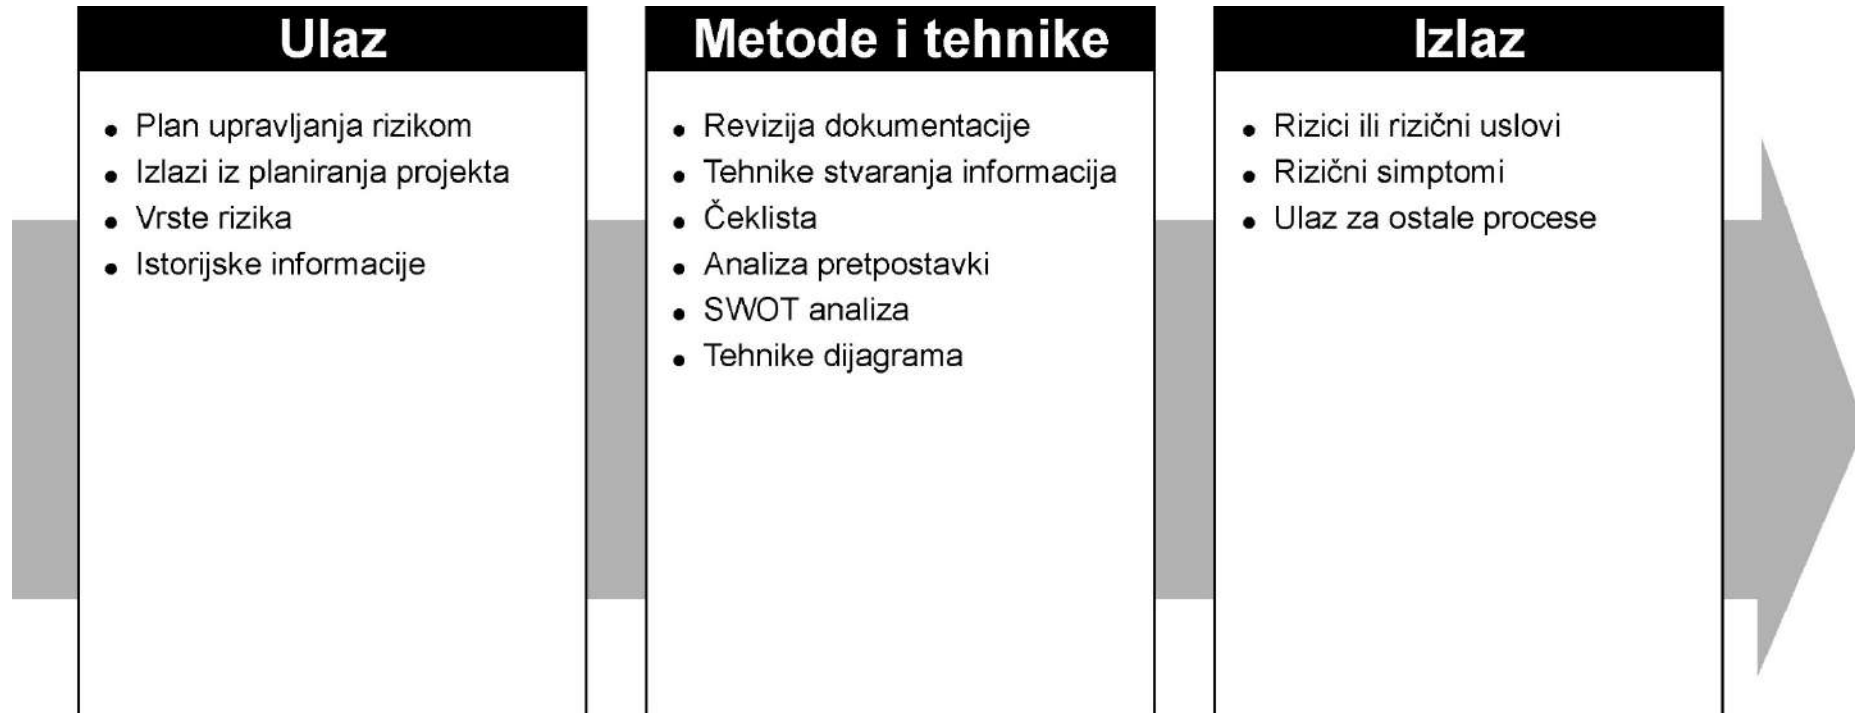 Ulaz
• Plan upravljanja rizikom
• Izlazi iz planiranja projekta
• Vrste rizika
• Istorijske informacije
Metode i tehnike
• Revizija dokumentacije
• Tehnike stvaranja informacija
• Čeklista
• Analiza pretpostavki
• SWOT analiza
• Tehnike dijagrama
Izlaz
• Rizici ili rizični uslovi
• Rizični simptomi
• Ulaz za ostale procese